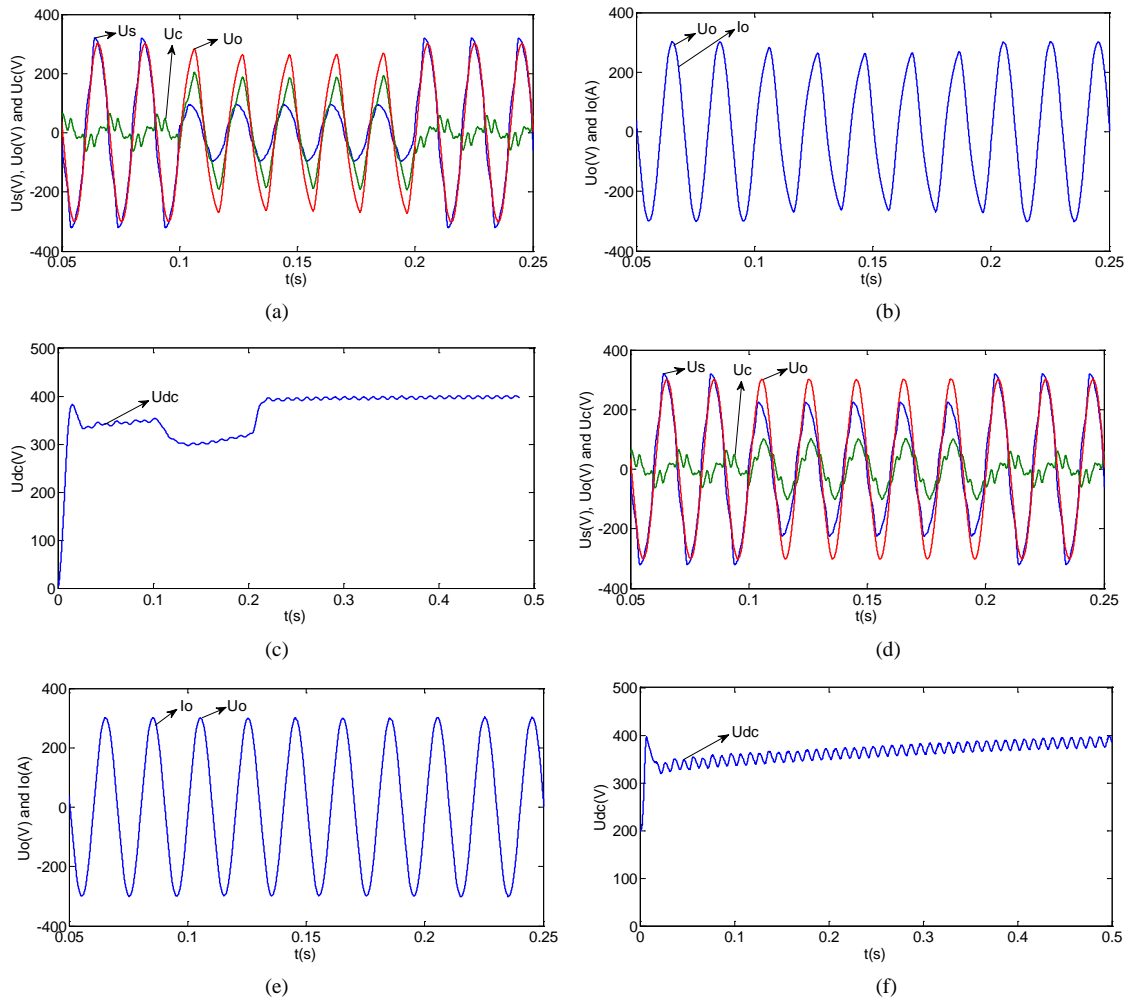 Us(V), Uo(V) and Uc(V)
400
200
0
-200
-400
Us
Uc
Uo
0.05
0.1
0.15
0.2
0.25
t(s)
(a)
Uo(V) and Io(A)
400
200
0
-200
-400
Uo
Io
0.05
0.1
0.15
0.2
0.25
t(s)
(b)
Udc(V)
500
400
300
200
100
0
Udc
0
0.1
0.2
0.3
0.4
0.5
t(s)
(c)
Us(V), Uo(V) and Uc(V)
400
200
0
-200
-400
Us
Uc
Uo
0.05
0.1
0.15
0.2
0.25
t(s)
(d)
Uo(V) and Io(A)
400
200
0
-200
-400
Io
Uo
0.05
0.1
0.15
0.2
0.25
t(s)
(e)
Udc(V)
500
400
300
200
100
0
Udc
0
0.1
0.2
0.3
0.4
0.5
t(s)
(f)